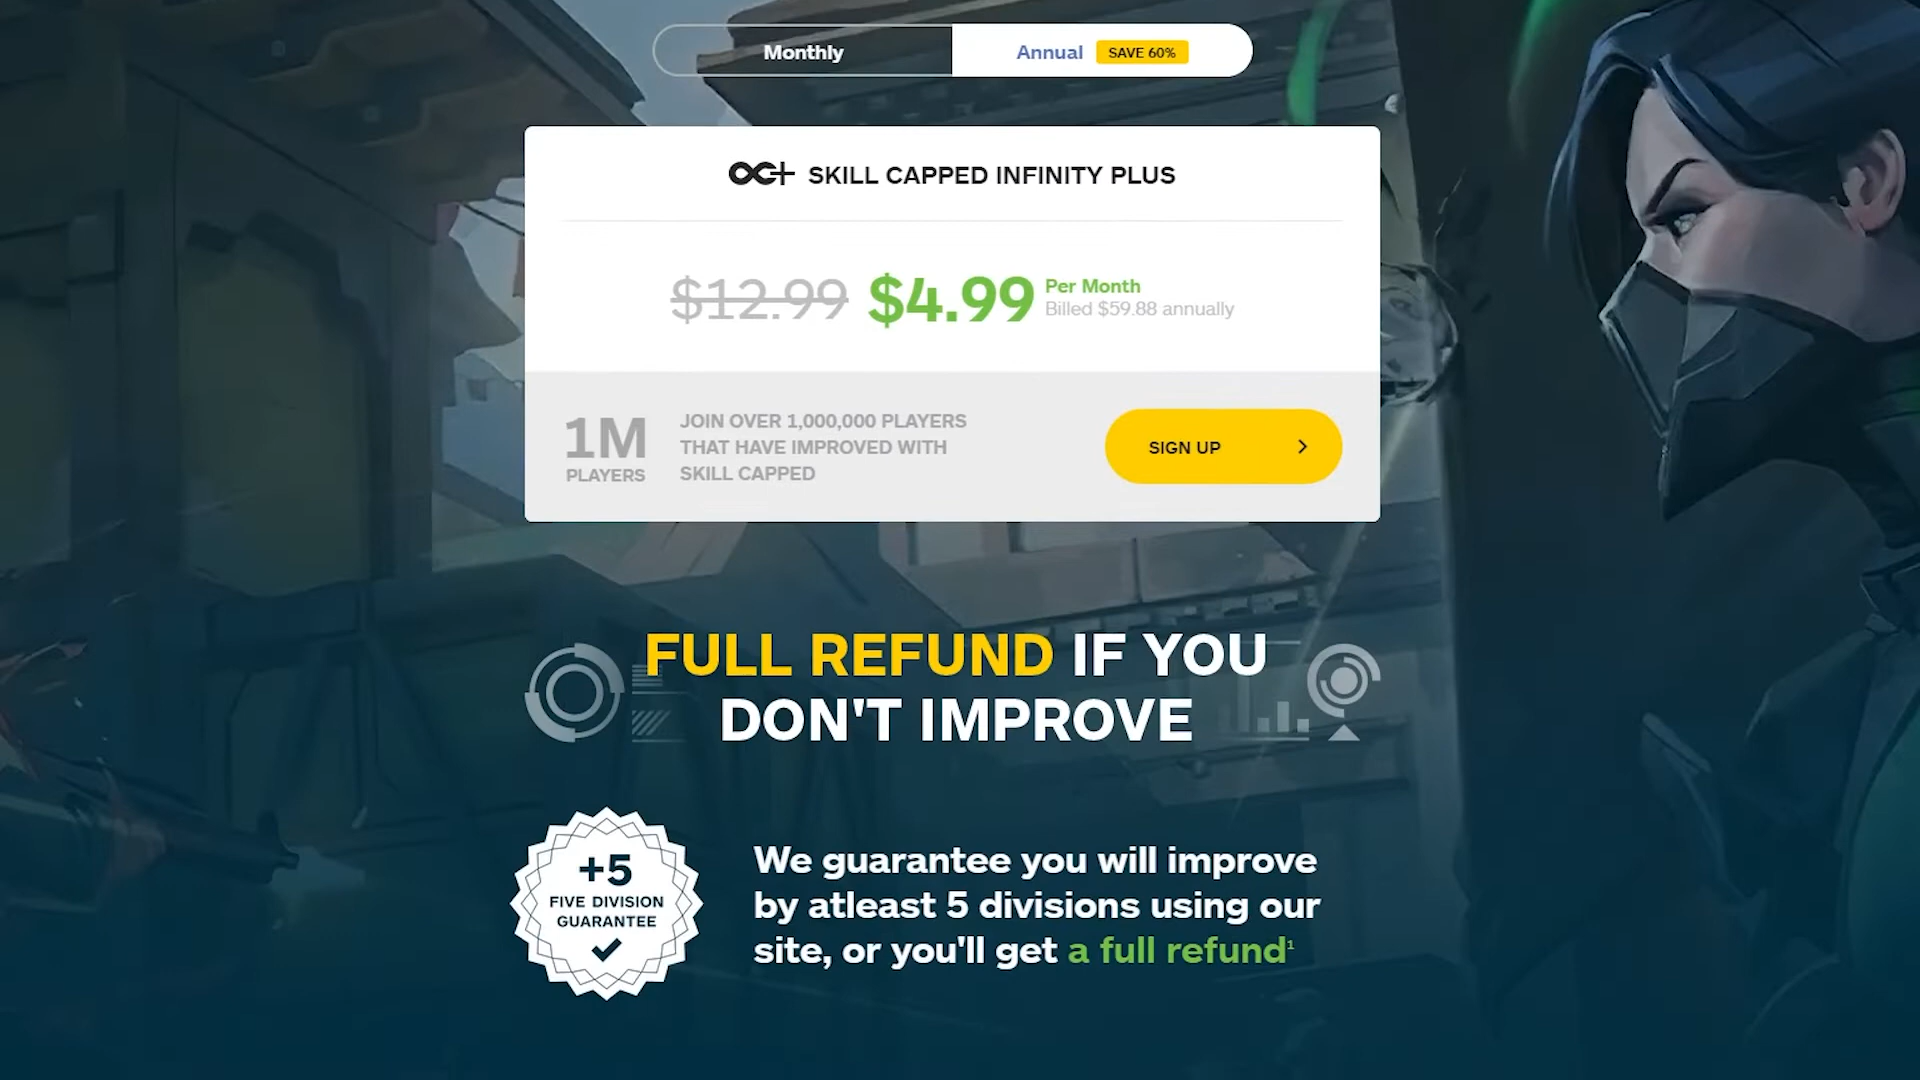 Monthly
Annual SAVE 60%
SKILL CAPPED INFINITY PLUS
$12.99 $4.99 Per Month
Billed $59.88 annually
1M
PLAYERS
JOIN OVER 1,000,000 PLAYERS
THAT HAVE IMPROVED WITH
SKILL CAPPED
SIGN UP
FULL REFUND IF YOU
DON'T IMPROVE
+5
FIVE DIVISION
GUARANTEE
We guarantee you will improve
by atleast 5 divisions using our
site, or you'll get a full refund¹